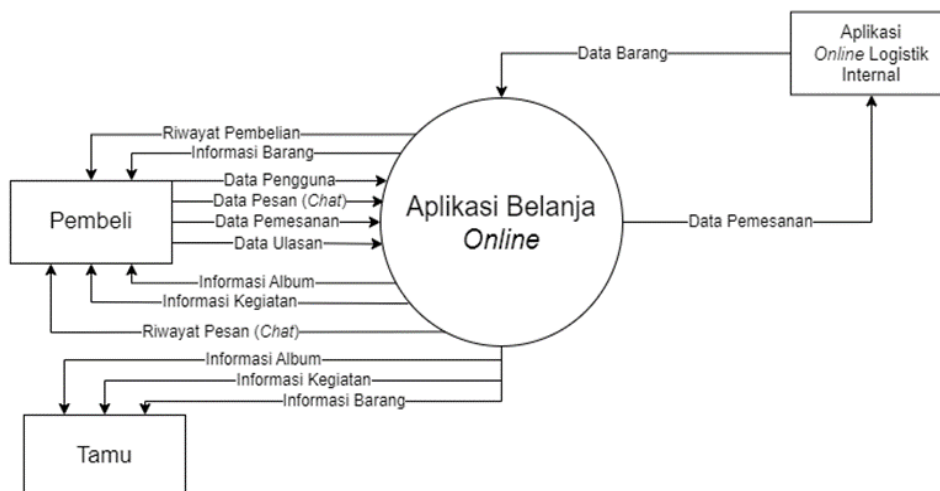 Aplikasi
Online Logistik
Internal
Data Barang
Riwayat Pembelian
Informasi Barang
Data Pengguna
Data Pesan (Chat)
Data Pemesanan
Data Ulasan
Pembeli
Aplikasi Belanja
Online
Data Pemesanan
Informasi Album
Informasi Kegiatan
Riwayat Pesan (Chat)
Informasi Album
Informasi Kegiatan
Informasi Barang
Tamu